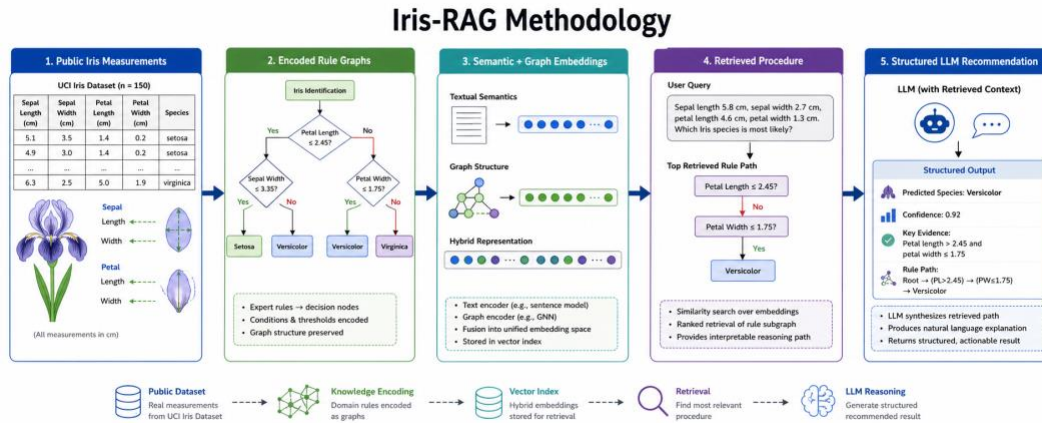 Iris-RAG Methodology
1. Public Iris Measurements
UCI Iris Dataset (n = 150)
Sepal Length (cm) Sepal Width (cm) Petal Length (cm) Petal Width (cm) Species
5.1 3.5 1.4 0.2 setosa
4.9 3.0 1.4 0.2 setosa
... ... ... ... ...
6.3 2.5 5.0 1.9 virginica
Sepal
Length
Width
Petal
Length
Width
(All measurements in cm)
2. Encoded Rule Graphs
Iris Identification
Petal Length
≤ 2.45?
Yes
No
Sepal Width
≤ 3.35?
Petal Width
≤ 1.75?
Yes
No
Yes
No
Setosa
Versicolor
Versicolor
Virginica
• Expert rules → decision nodes
• Conditions & thresholds encoded
• Graph structure preserved
3. Semantic + Graph Embeddings
Textual Semantics
...
Graph Structure
...
Hybrid Representation
... ...
• Text encoder (e.g., sentence model)
• Graph encoder (e.g., GNN)
• Fusion into unified embedding space
• Stored in vector index
4. Retrieved Procedure
User Query
Sepal length 5.8 cm, sepal width 2.7 cm,
petal length 4.6 cm, petal width 1.3 cm.
Which Iris species is most likely?
Top Retrieved Rule Path
Petal Length ≤ 2.45?
No
Petal Width ≤ 1.75?
Yes
Versicolor
• Similarity search over embeddings
• Ranked retrieval of rule subgraph
• Provides interpretable reasoning path
5. Structured LLM Recommendation
LLM (with Retrieved Context)
Structured Output
Predicted Species: Versicolor
Confidence: 0.92
Key Evidence:
Petal length > 2.45 and
petal width ≤ 1.75
Rule Path:
Root → (PL>2.45) → (PW≤1.75)
→ Versicolor
• LLM synthesizes retrieved path
• Produces natural language explanation
• Returns structured, actionable result
Public Dataset
Real measurements
from UCI Iris Dataset
Knowledge Encoding
Domain rules encoded
as graphs
Vector Index
Hybrid embeddings
stored for retrieval
Retrieval
Find most relevant
procedure
LLM Reasoning
Generate structured
recommended result